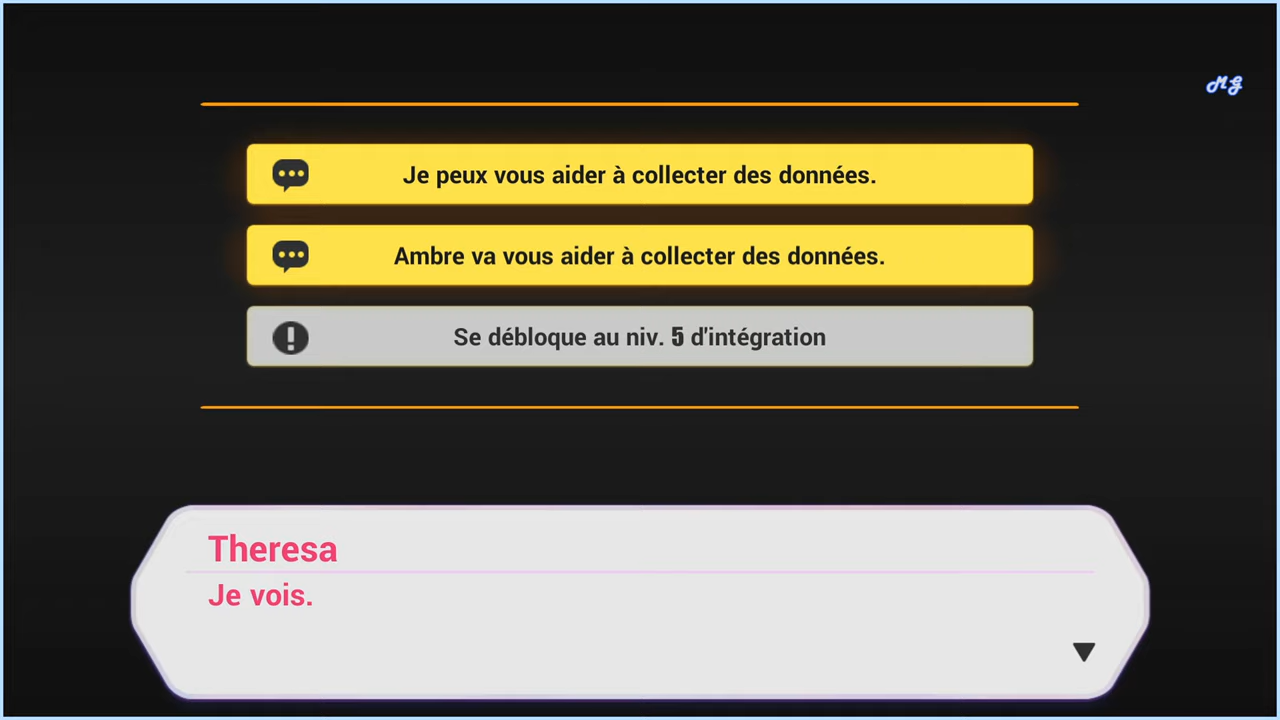 MG
Je peux vous aider à collecter des données.
Ambre va vous aider à collecter des données.
Se débloque au niv. 5 d'intégration
Theresa
Je vois.